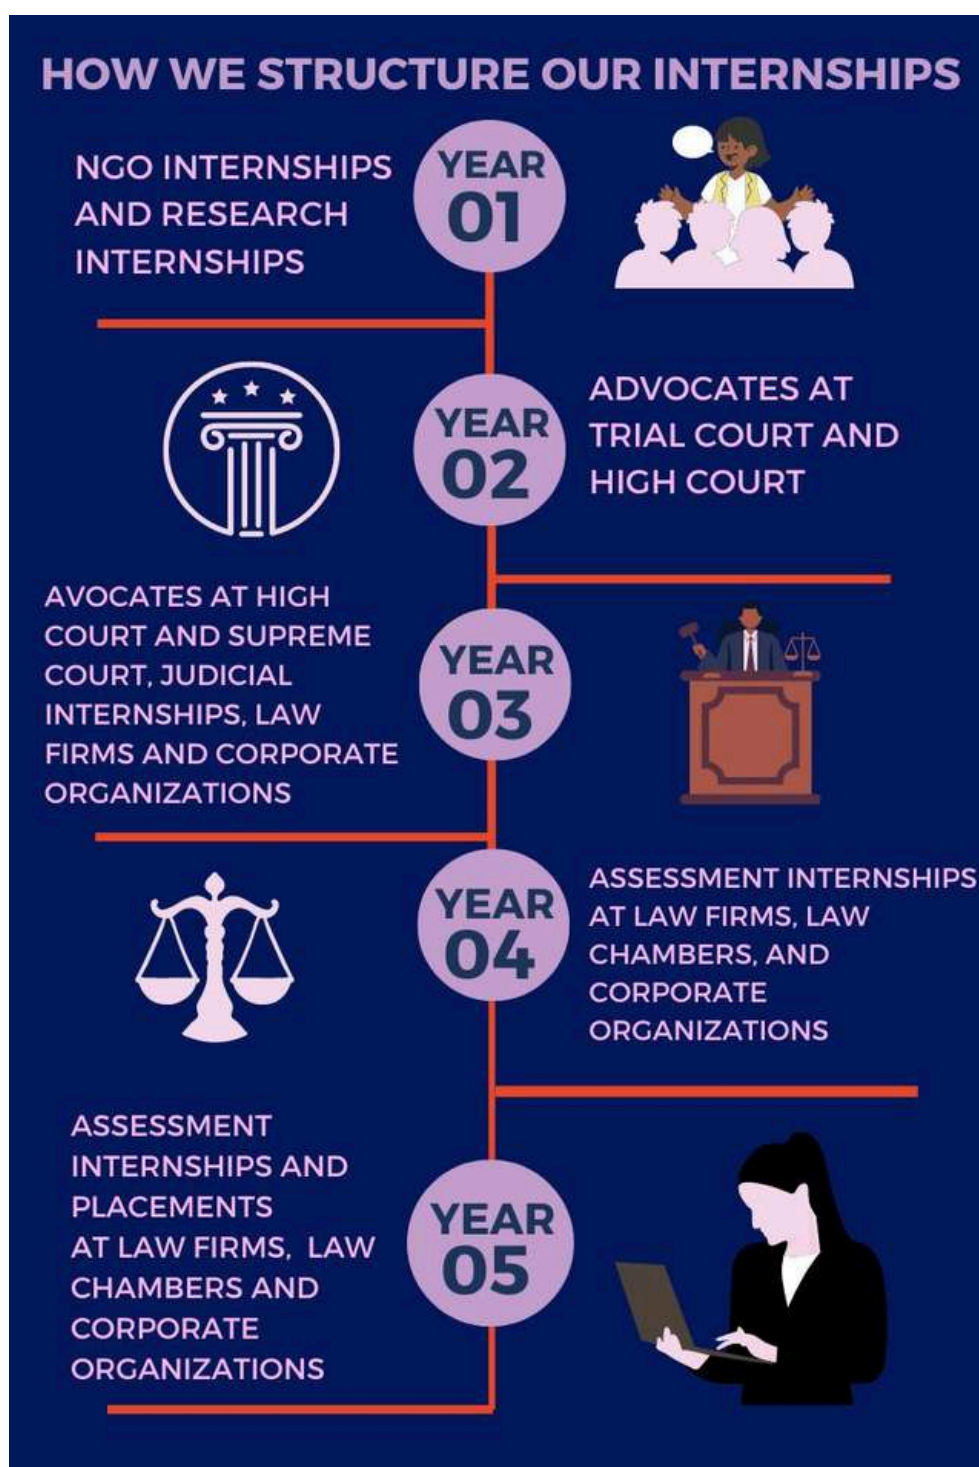 HOW WE STRUCTURE OUR INTERNSHIPS
NGO INTERNSHIPS
AND RESEARCH
INTERNSHIPS
YEAR
01
YEAR
02
ADVOCATES AT
TRIAL COURT AND
HIGH COURT
AVOCATES AT HIGH
COURT AND SUPREME
COURT, JUDICIAL
INTERNSHIPS, LAW
FIRMS AND CORPORATE
ORGANIZATIONS
YEAR
03
YEAR
04
ASSESSMENT INTERNSHIPS
AT LAW FIRMS, LAW
CHAMBERS, AND
CORPORATE
ORGANIZATIONS
ASSESSMENT
INTERNSHIPS AND
PLACEMENTS
AT LAW FIRMS, LAW
CHAMBERS AND
CORPORATE
ORGANIZATIONS
YEAR
05